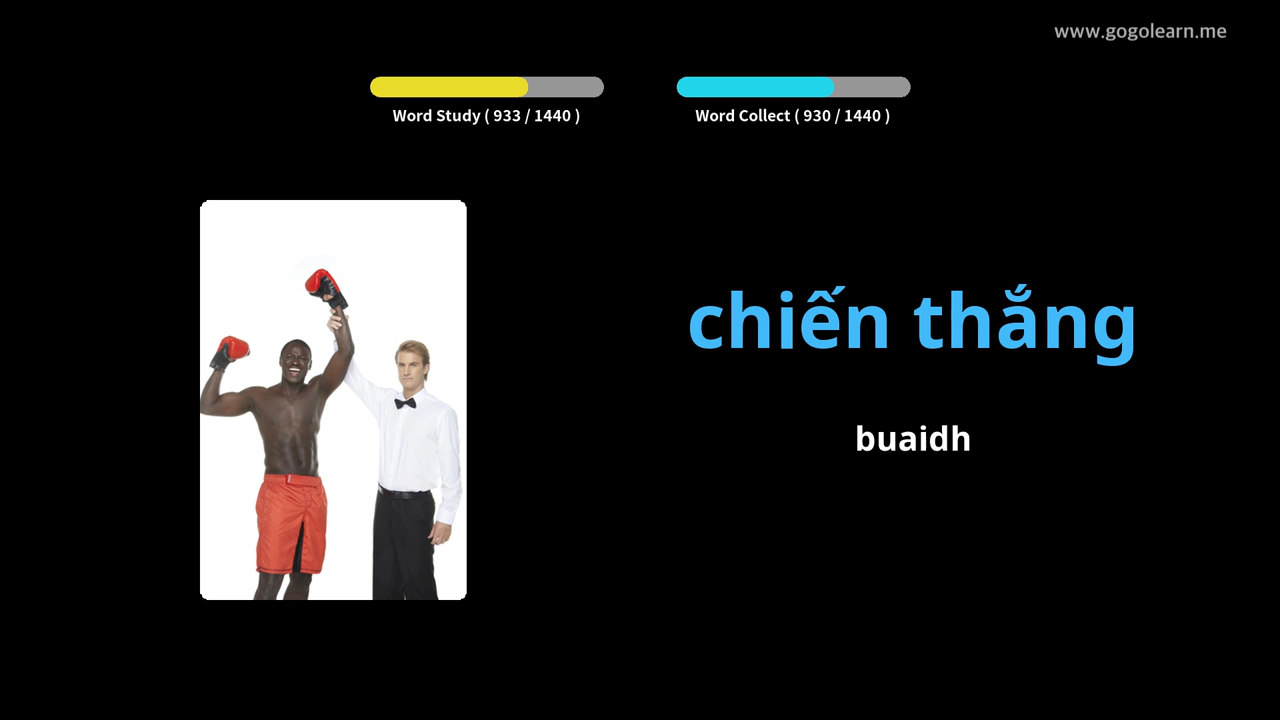 www.gogolearn.me
Word Study ( 933 / 1440 )
Word Collect ( 930 / 1440 )
chiến thắng
buaidh